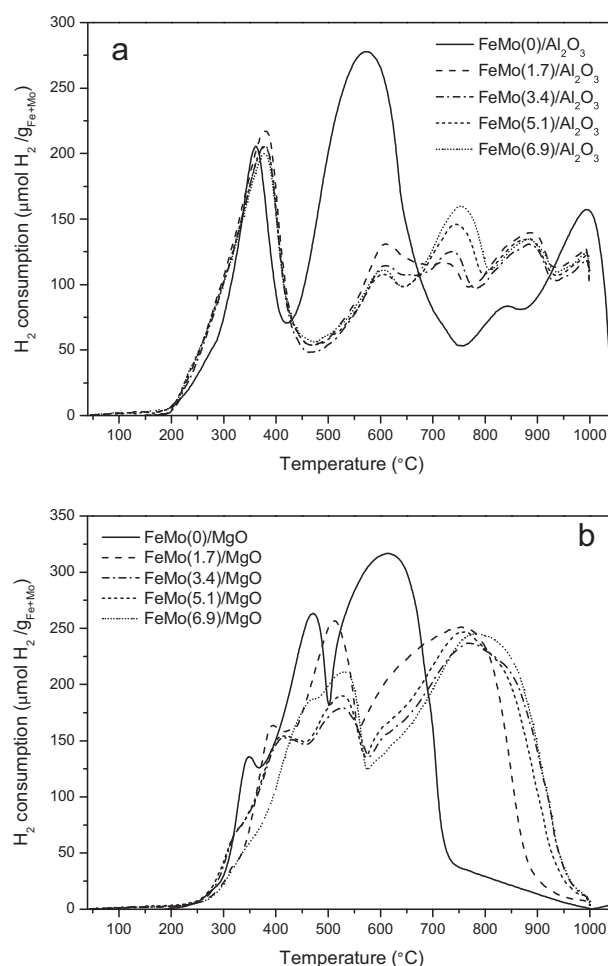 a
FeMo(0)/Al₂O₃
FeMo(1.7)/Al₂O₃
FeMo(3.4)/Al₂O₃
FeMo(5.1)/Al₂O₃
FeMo(6.9)/Al₂O₃
H₂ consumption (μmol H₂ /g_{Fe+Mo})
300
250
200
150
100
50
0
100 200 300 400 500 600 700 800 900 1000
Temperature (°C)
b
FeMo(0)/MgO
FeMo(1.7)/MgO
FeMo(3.4)/MgO
FeMo(5.1)/MgO
FeMo(6.9)/MgO
H₂ consumption (μmol H₂ /g_{Fe+Mo})
350
300
250
200
150
100
50
0
100 200 300 400 500 600 700 800 900 1000
Temperature (°C)